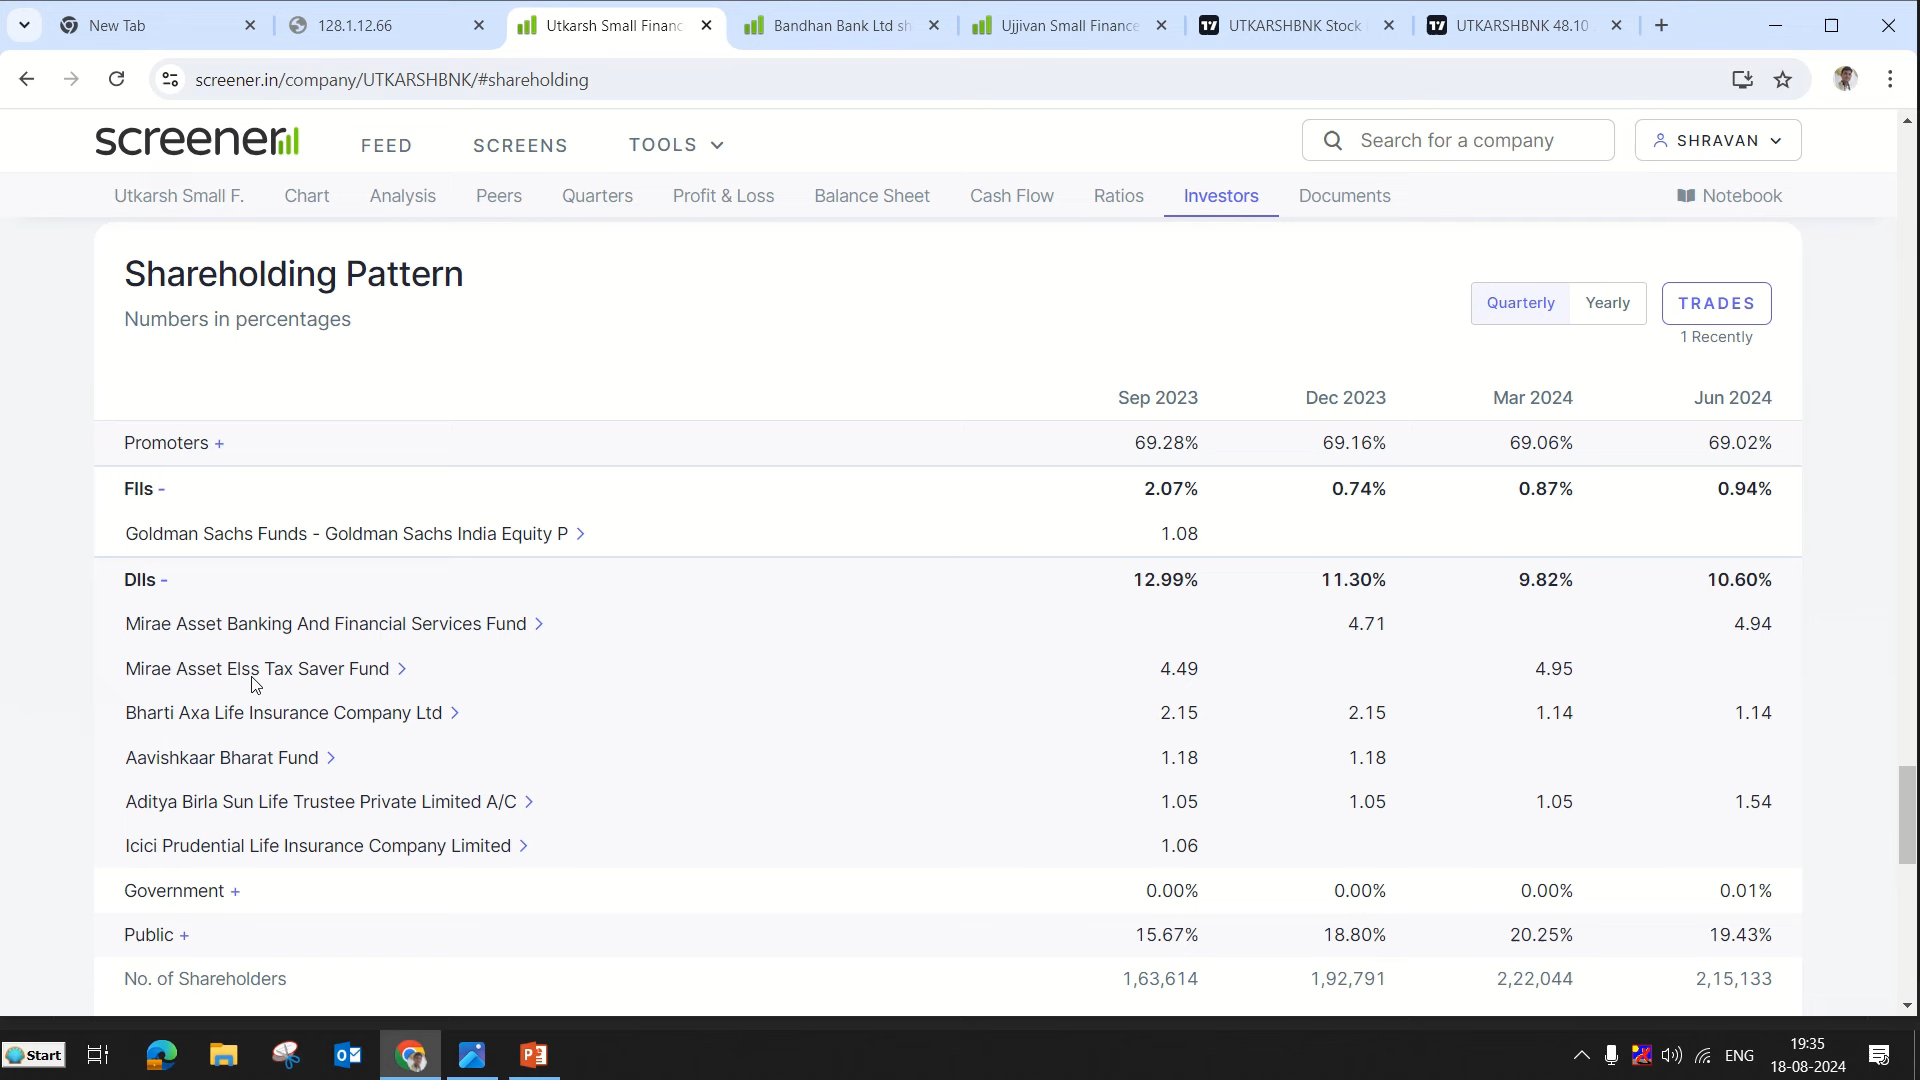 New Tab
128.1.12.66
Utkarsh Small Financ
Bandhan Bank Ltd sh
Ujjivan Small Finance
UTKARSHBNK Stock
UTKARSHBNK 48.10
screener.in/company/UTKARSHBNK/#shareholding
screener
FEED
SCREENS
TOOLS
Search for a company
SHRAVAN
Utkarsh Small F.
Chart
Analysis
Peers
Quarters
Profit & Loss
Balance Sheet
Cash Flow
Ratios
Investors
Documents
Notebook
Shareholding Pattern
Numbers in percentages
Quarterly
Yearly
TRADES
1 Recently
Sep 2023 Dec 2023 Mar 2024 Jun 2024
Promoters + 69.28% 69.16% 69.06% 69.02%
FIIs - 2.07% 0.74% 0.87% 0.94%
Goldman Sachs Funds - Goldman Sachs India Equity P 1.08
DIIs - 12.99% 11.30% 9.82% 10.60%
Mirae Asset Banking And Financial Services Fund 4.71 4.94
Mirae Asset Elss Tax Saver Fund 4.49 4.95
Bharti Axa Life Insurance Company Ltd 2.15 2.15 1.14 1.14
Aavishkaar Bharat Fund 1.18 1.18
Aditya Birla Sun Life Trustee Private Limited A/C 1.05 1.05 1.05 1.54
Icici Prudential Life Insurance Company Limited 1.06
Government + 0.00% 0.00% 0.00% 0.01%
Public + 15.67% 18.80% 20.25% 19.43%
No. of Shareholders 1,63,614 1,92,791 2,22,044 2,15,133
Start
ENG
19:35
18-08-2024